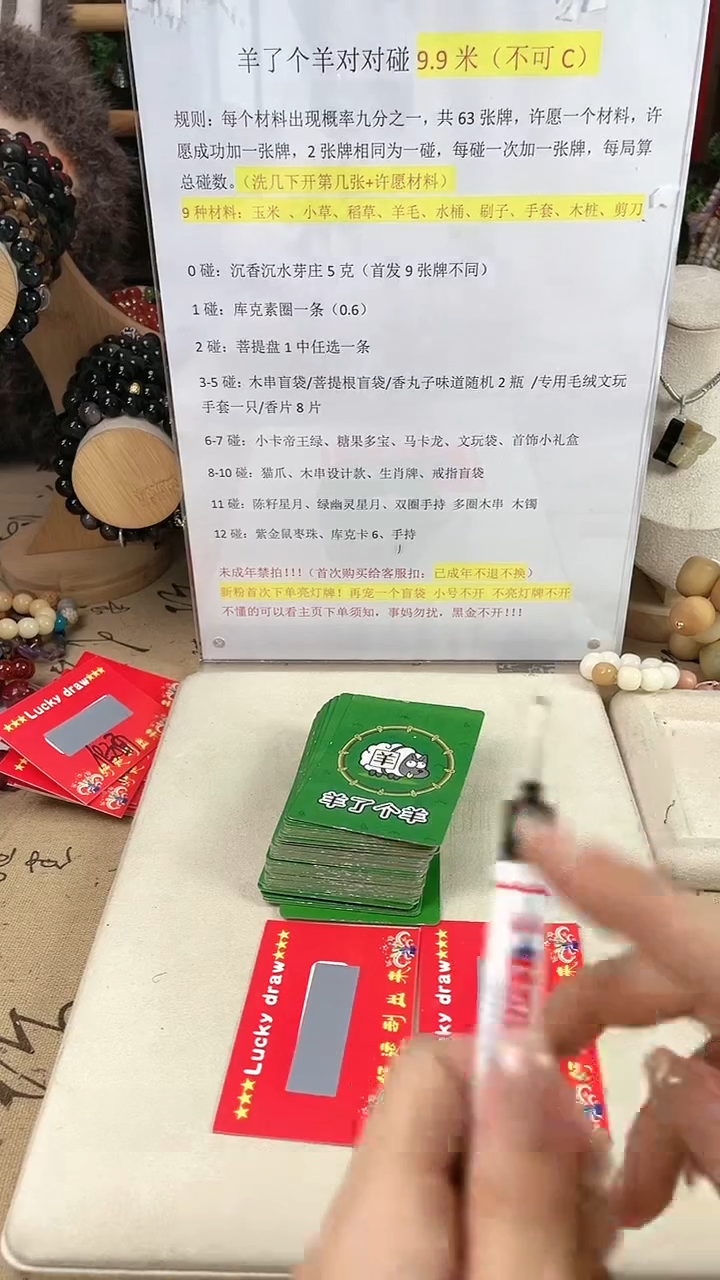 羊了个羊对对碰 9.9 米（不可 C）
规则：每个材料出现概率九分之一，共 63 张牌，许愿一个材料，许
愿成功加一张牌，2 张牌相同为一碰，每碰一次加一张牌，每局算
总碰数。（洗几下开第几张+许愿材料）
9 种材料：玉米 、小草、稻草、羊毛、水桶、刷子、手套、木桩、剪刀
0 碰：沉香沉水芽庄 5 克（首发 9 张牌不同）
1 碰：库克素圈一条（0.6）
2 碰：菩提盘 1 中任选一条
3-5 碰：木串盲袋/菩提根盲袋/香丸子味道随机 2 瓶 /专用毛绒文玩
手套一只/香片 8 片
6-7 碰：小卡帝王绿、糖果多宝、马卡龙、文玩袋、首饰小礼盒
8-10 碰：猫爪、木串设计款、生肖牌、戒指盲袋
11 碰：陈籽星月、绿幽灵星月、双圈手持 多圈木串 木镯
12 碰：紫金鼠枣珠、库克卡 6、手持
未成年禁拍！！！（首次购买给客服扣：己成年不退不换）
新粉首次下单亮灯牌！再宠一个盲袋 小号不开 不亮灯牌不开
不懂的可以看主页下单须知，事妈勿扰，黑金不开！！！
Lucky draw
羊
羊了个羊
Lucky draw
Lucky draw